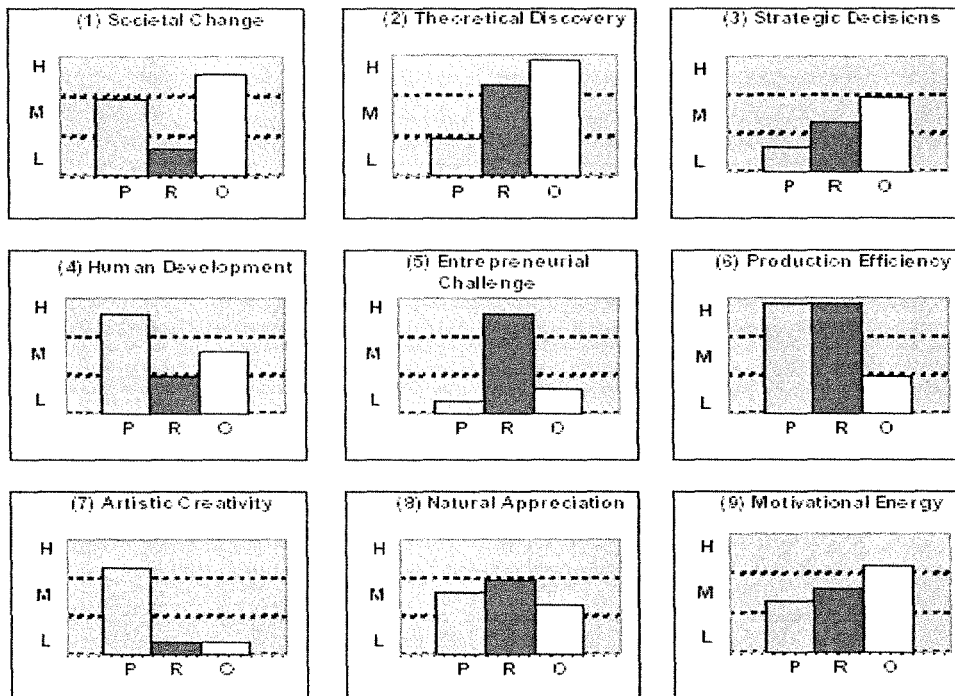 (1) Societal Change
H
M
L
P R O
(2) Theoretical Discovery
H
M
L
P R O
(3) Strategic Decisions
H
M
L
P R O
(4) Human Development
H
M
L
P R O
(5) Entrepreneurial
Challenge
H
M
L
P R O
(6) Production Efficiency
H
M
L
P R O
(7) Artistic Creativity
H
M
L
P R O
(8) Natural Appreciation
H
M
L
P R O
(9) Motivational Energy
H
M
L
P R O